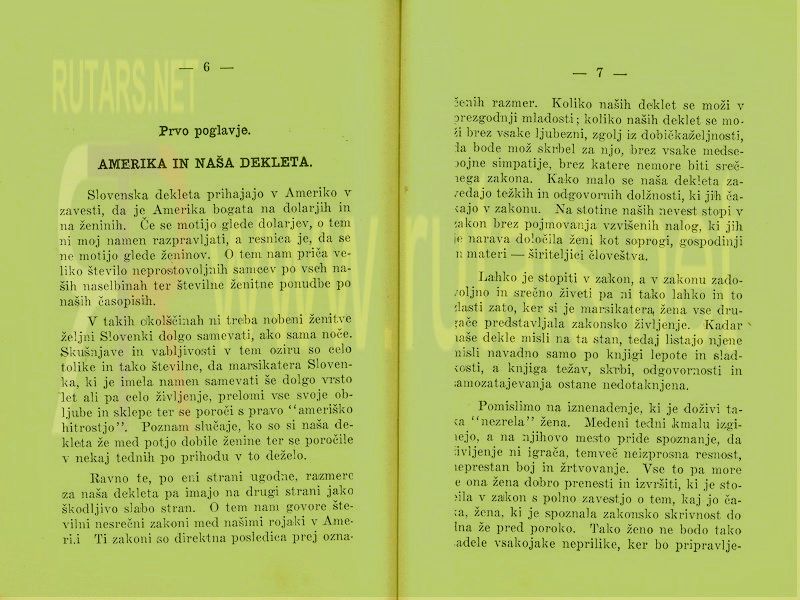 — 6 —
RUTARS.NET
Prvo poglavje.
AMERIKA IN NAŠA DEKLETA.
Slovenska dekleta prihajajo v Ameriko v
zavesti, da je Amerika bogata na dolarjih in
na ženinih. Če se motijo glede dolarjev, o tem
ni moj namen razpravljati, a resnica je, da se
ne motijo glede ženinov. O tem nam priča ve-
liko število neprostovoljnih samcev po vseh na-
ših naselbinah ter številne ženitne ponudbe po
naših časopisih.
V takih okolščinah ni treba nobeni ženitve
željni Slovenki dolgo samevati, ako sama noče.
Skušnjave in vabljivosti v tem oziru so celo
tolike in tako številne, da marsikatera Sloven-
ka, ki je imela namen samevati še dolgo vrsto
let ali pa celo življenje, prelomi vse svoje ob-
ljube in sklepe ter se poroči s pravo “ameriško
hitrostjo”. Poznam slučaje, ko so si naša de-
kleta že med potjo dobile ženine ter se poročile
v nekaj tednih po prihodu v to deželo.
Ravno te, po eni strani ugodne, razmere
za naša dekleta pa imajo na drugi strani jako
škodljivo slabo stran. O tem nam govore šte-
vilni nesrečni zakoni med našimi rojaki v Ame-
ri.i Ti zakoni so direktna posledica prej ozna-
— 7 —
čenih razmer. Koliko naših deklet se moži v
prezgodnji mladosti; koliko naših deklet se mo-
ži brez vsake ljubezni, zgolj iz dobičkaželjnosti,
da bode mož skrbel za njo, brez vsake medse-
bojne simpatije, brez katere nemore biti sreč-
nega zakona. Kako malo se naša dekleta za-
vedajo težkih in odgovornih dolžnosti, ki jih ča-
kajo v zakonu. Na stotine naših nevest stopi v
zakon brez pojmovanja vzvišenih nalog, ki jih
je narava določila ženi kot soprogi, gospodinji
in materi — širiteljici človeštva.
Lahko je stopiti v zakon, a v zakonu zado-
voljno in srečno živeti pa ni tako lahko in to
zlasti zato, ker si je marsikatera žena vse dru-
gače predstavljala zakonsko življenje. Kadar
naše dekle misli na ta stan, tedaj listajo njene
misli navadno samo po knjigi lepote in slad-
kosti, a knjiga težav, skrbi, odgovornosti in
samozatajevanja ostane nedotaknjena.
Pomislimo na iznenađenje, ki je doživi ta-
ka “nezrela” žena. Medeni tedni kmalu izgi-
nejo, a na njihovo mesto pride spoznanje, da
življenje ni igrača, temveč neizprosna resnost,
neprestan boj in žrtvovanje. Vse to pa more
le ona žena dobro prenesti in izvršiti, ki je sto-
pila v zakon s polno zavestjo o tem, kaj jo ča-
ka, žena, ki je spoznala zakonsko skrivnost do
dna že pred poroko. Tako ženo ne bodo tako
zadele vsakojake neprilike, ker bo pripravlje-